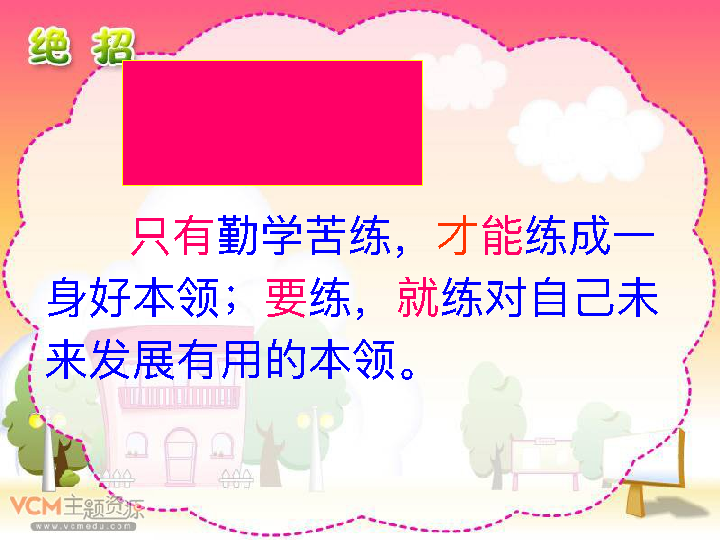 绝招
只有勤学苦练，才能练成一
身好本领；要练，就练对自己未
来发展有用的本领。
VCM主题资源
www.vcmedu.com